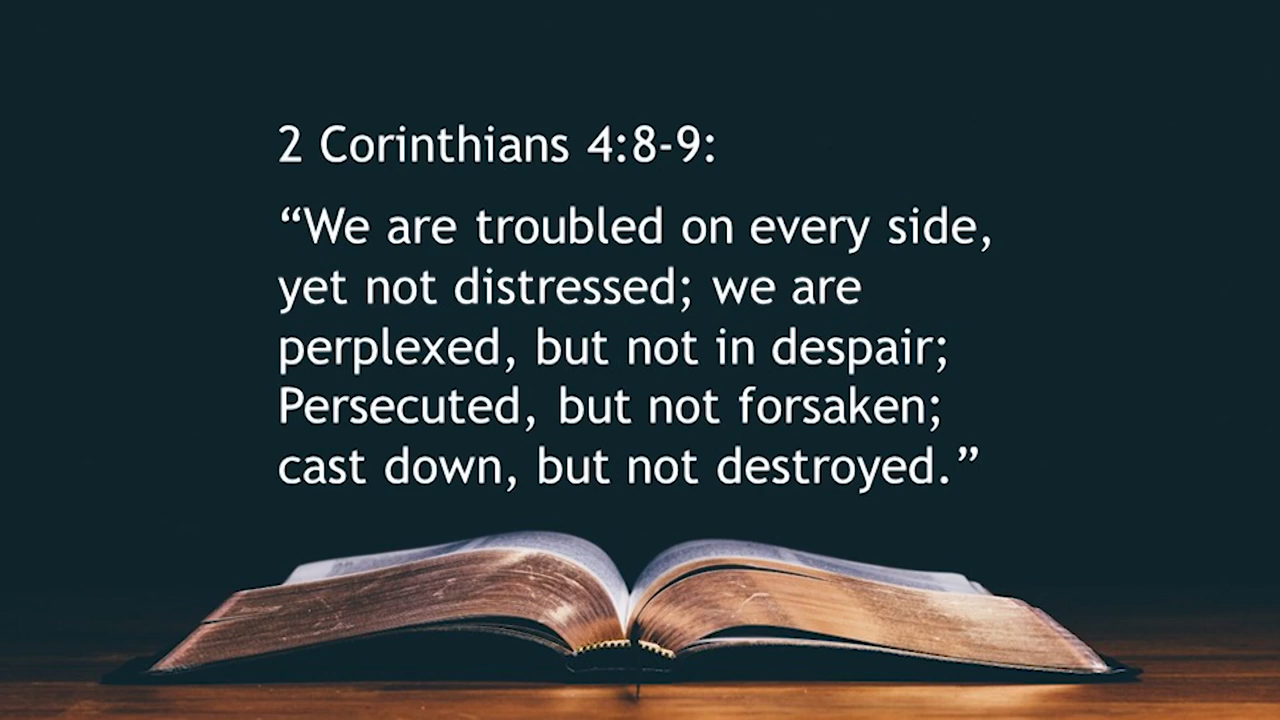 2 Corinthians 4:8-9:
“We are troubled on every side,
yet not distressed; we are
perplexed, but not in despair;
Persecuted, but not forsaken;
cast down, but not destroyed.”